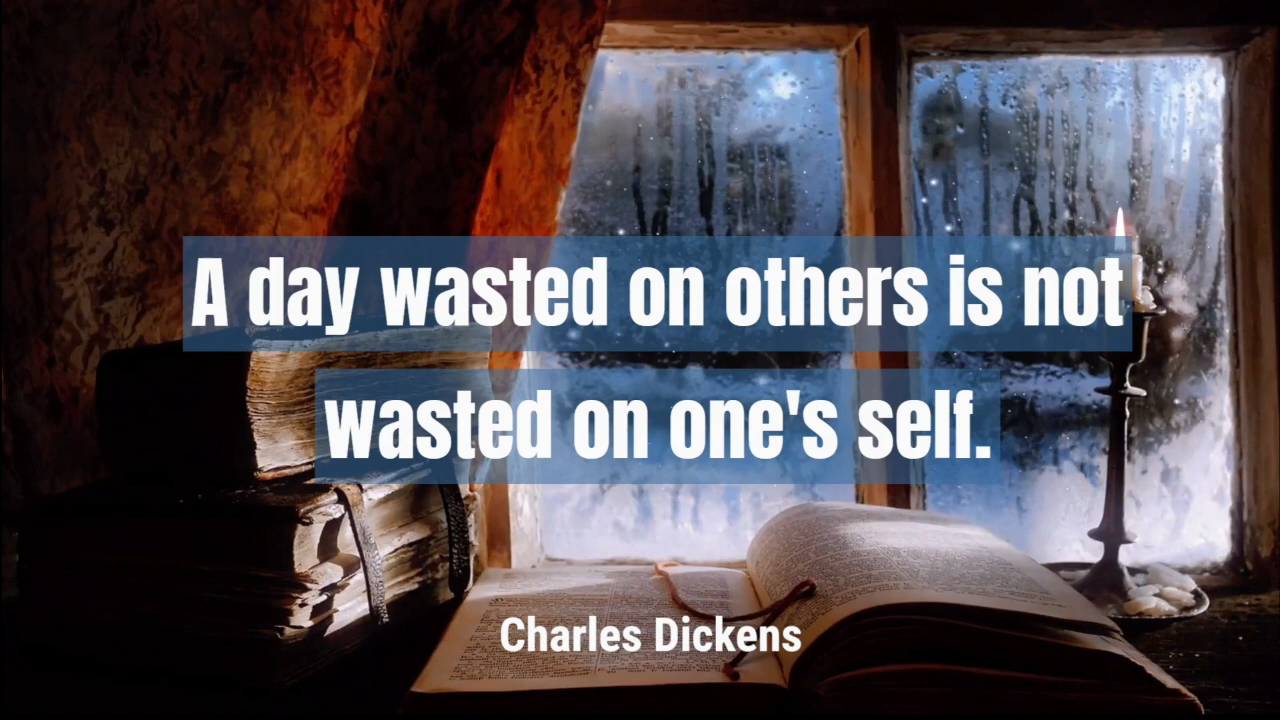 A day wasted on others is not
wasted on one's self.
Charles Dickens